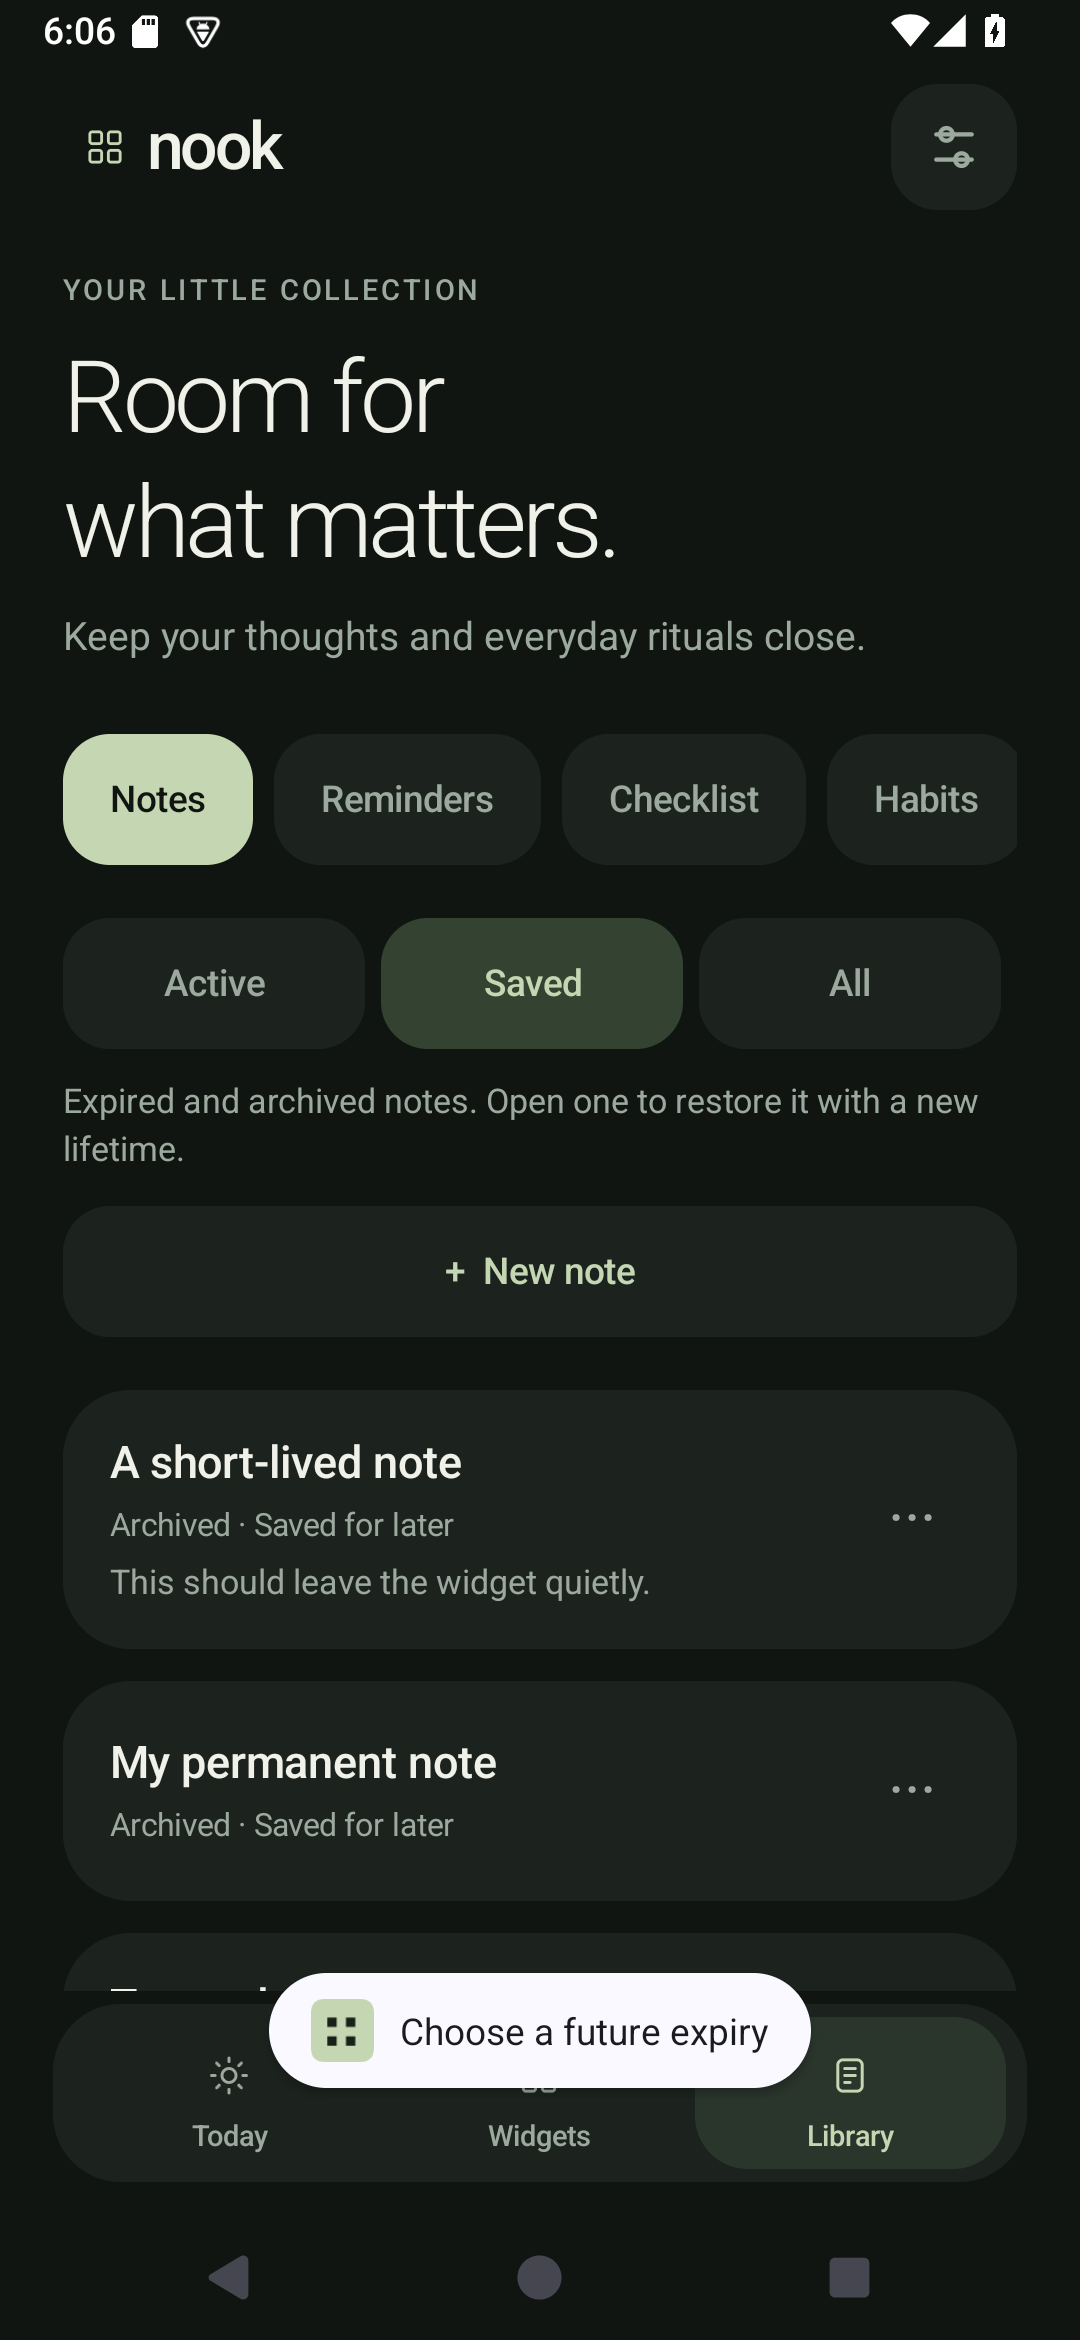 6:06
nook
YOUR LITTLE COLLECTION
Room for
what matters.
Keep your thoughts and everyday rituals close.
Notes Reminders Checklist Habits
Active Saved All
Expired and archived notes. Open one to restore it with a new
lifetime.
+ New note
A short-lived note
Archived · Saved for later
This should leave the widget quietly.
My permanent note
Archived · Saved for later
Choose a future expiry
Today Widgets Library